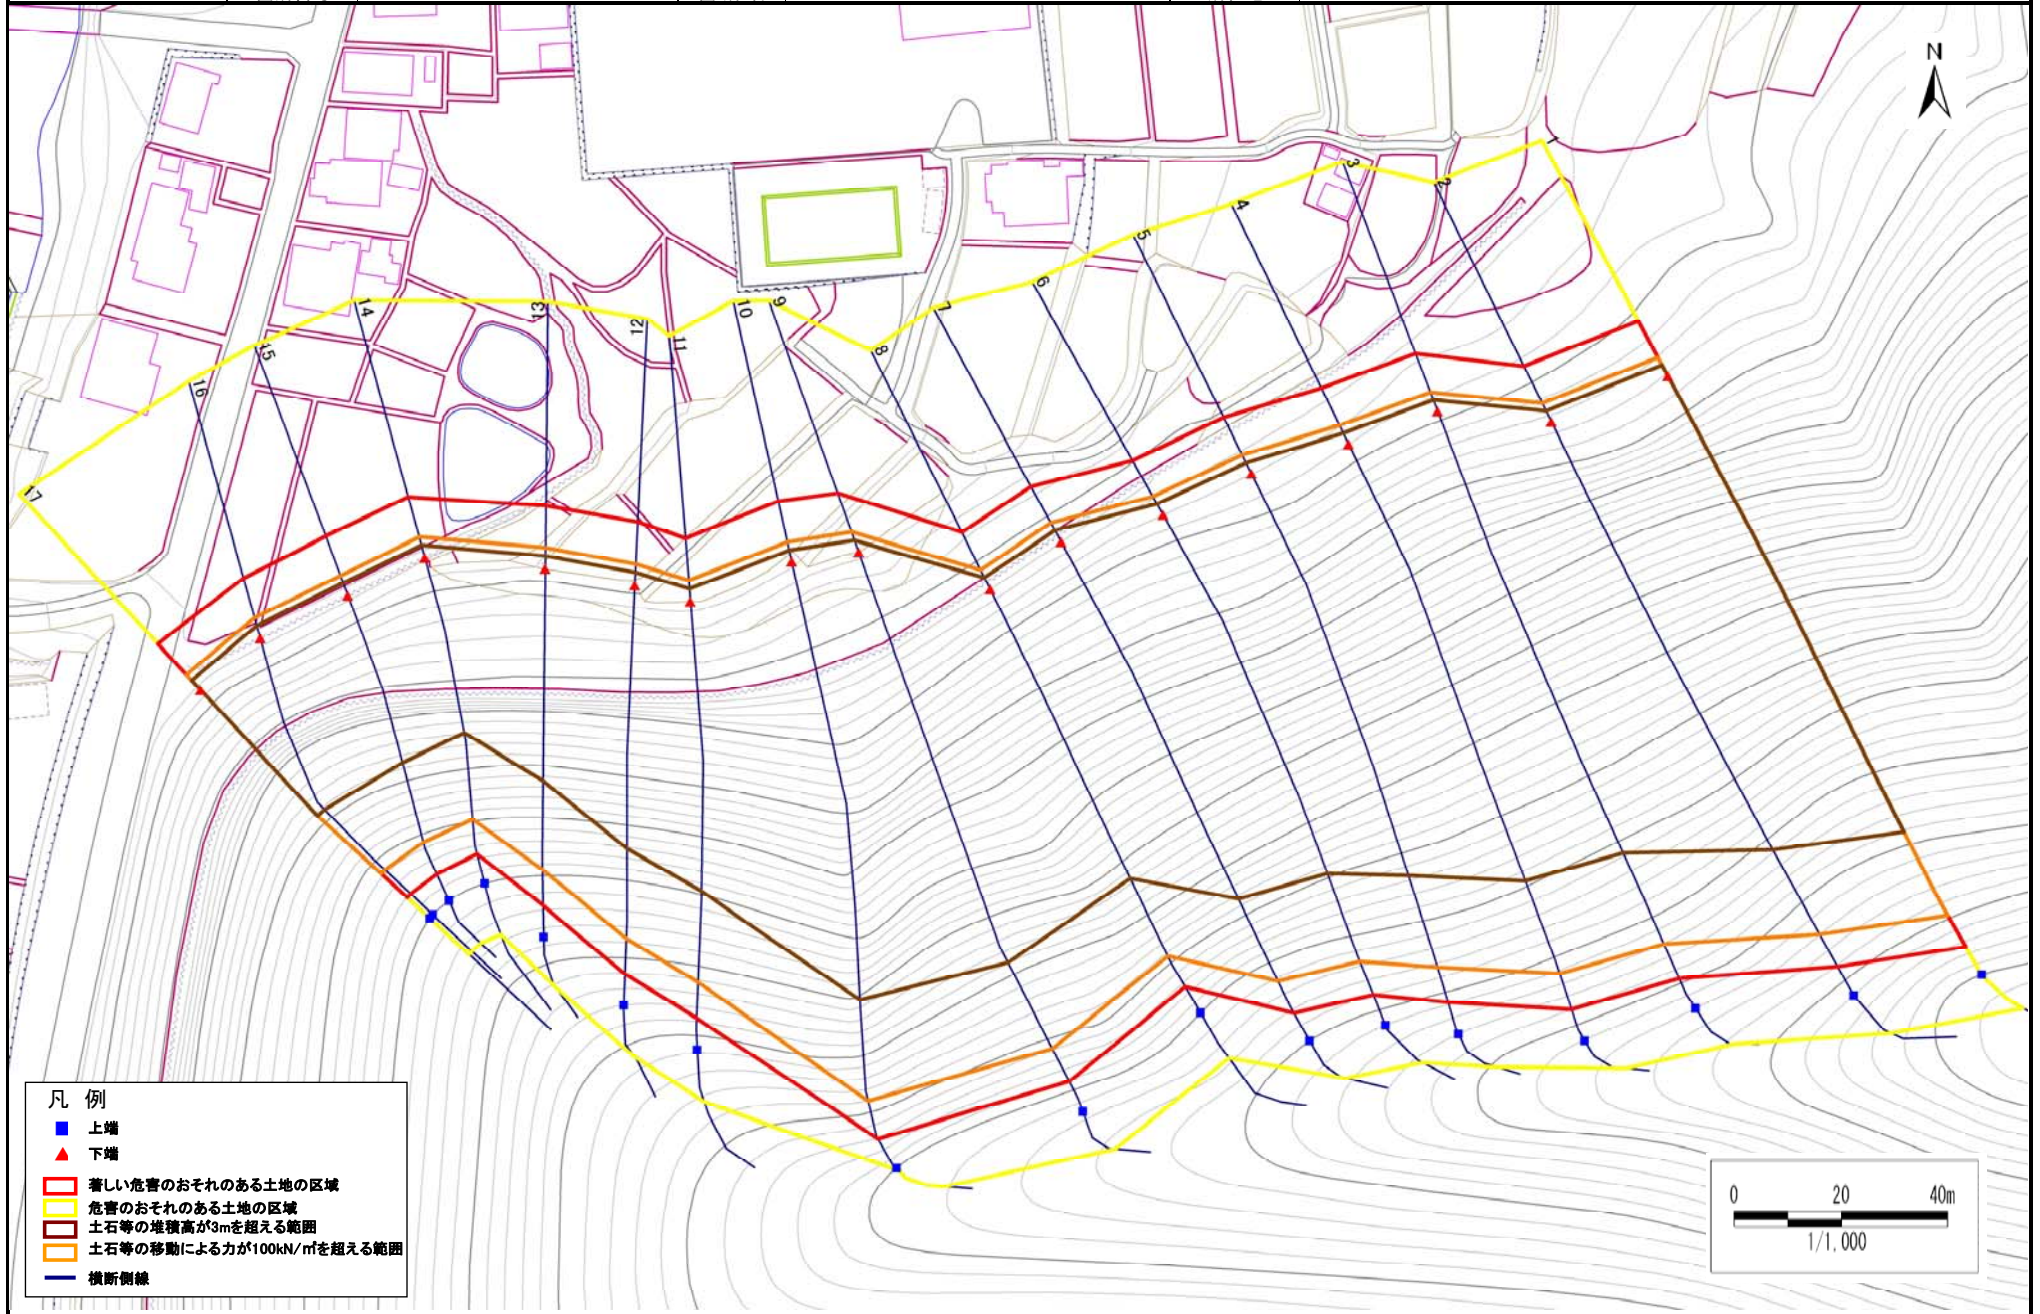 N
3
2
4
5
6
7
8
9
10
11
12
13
14
15
16
17
凡 例
上端
下端
著しい危害のおそれのある土地の区域
危害のおそれのある土地の区域
土石等の堆積高が3mを超える範囲
土石等の移動による力が100kN/㎡を超える範囲
横断側線
0 20 40m
1/1,000